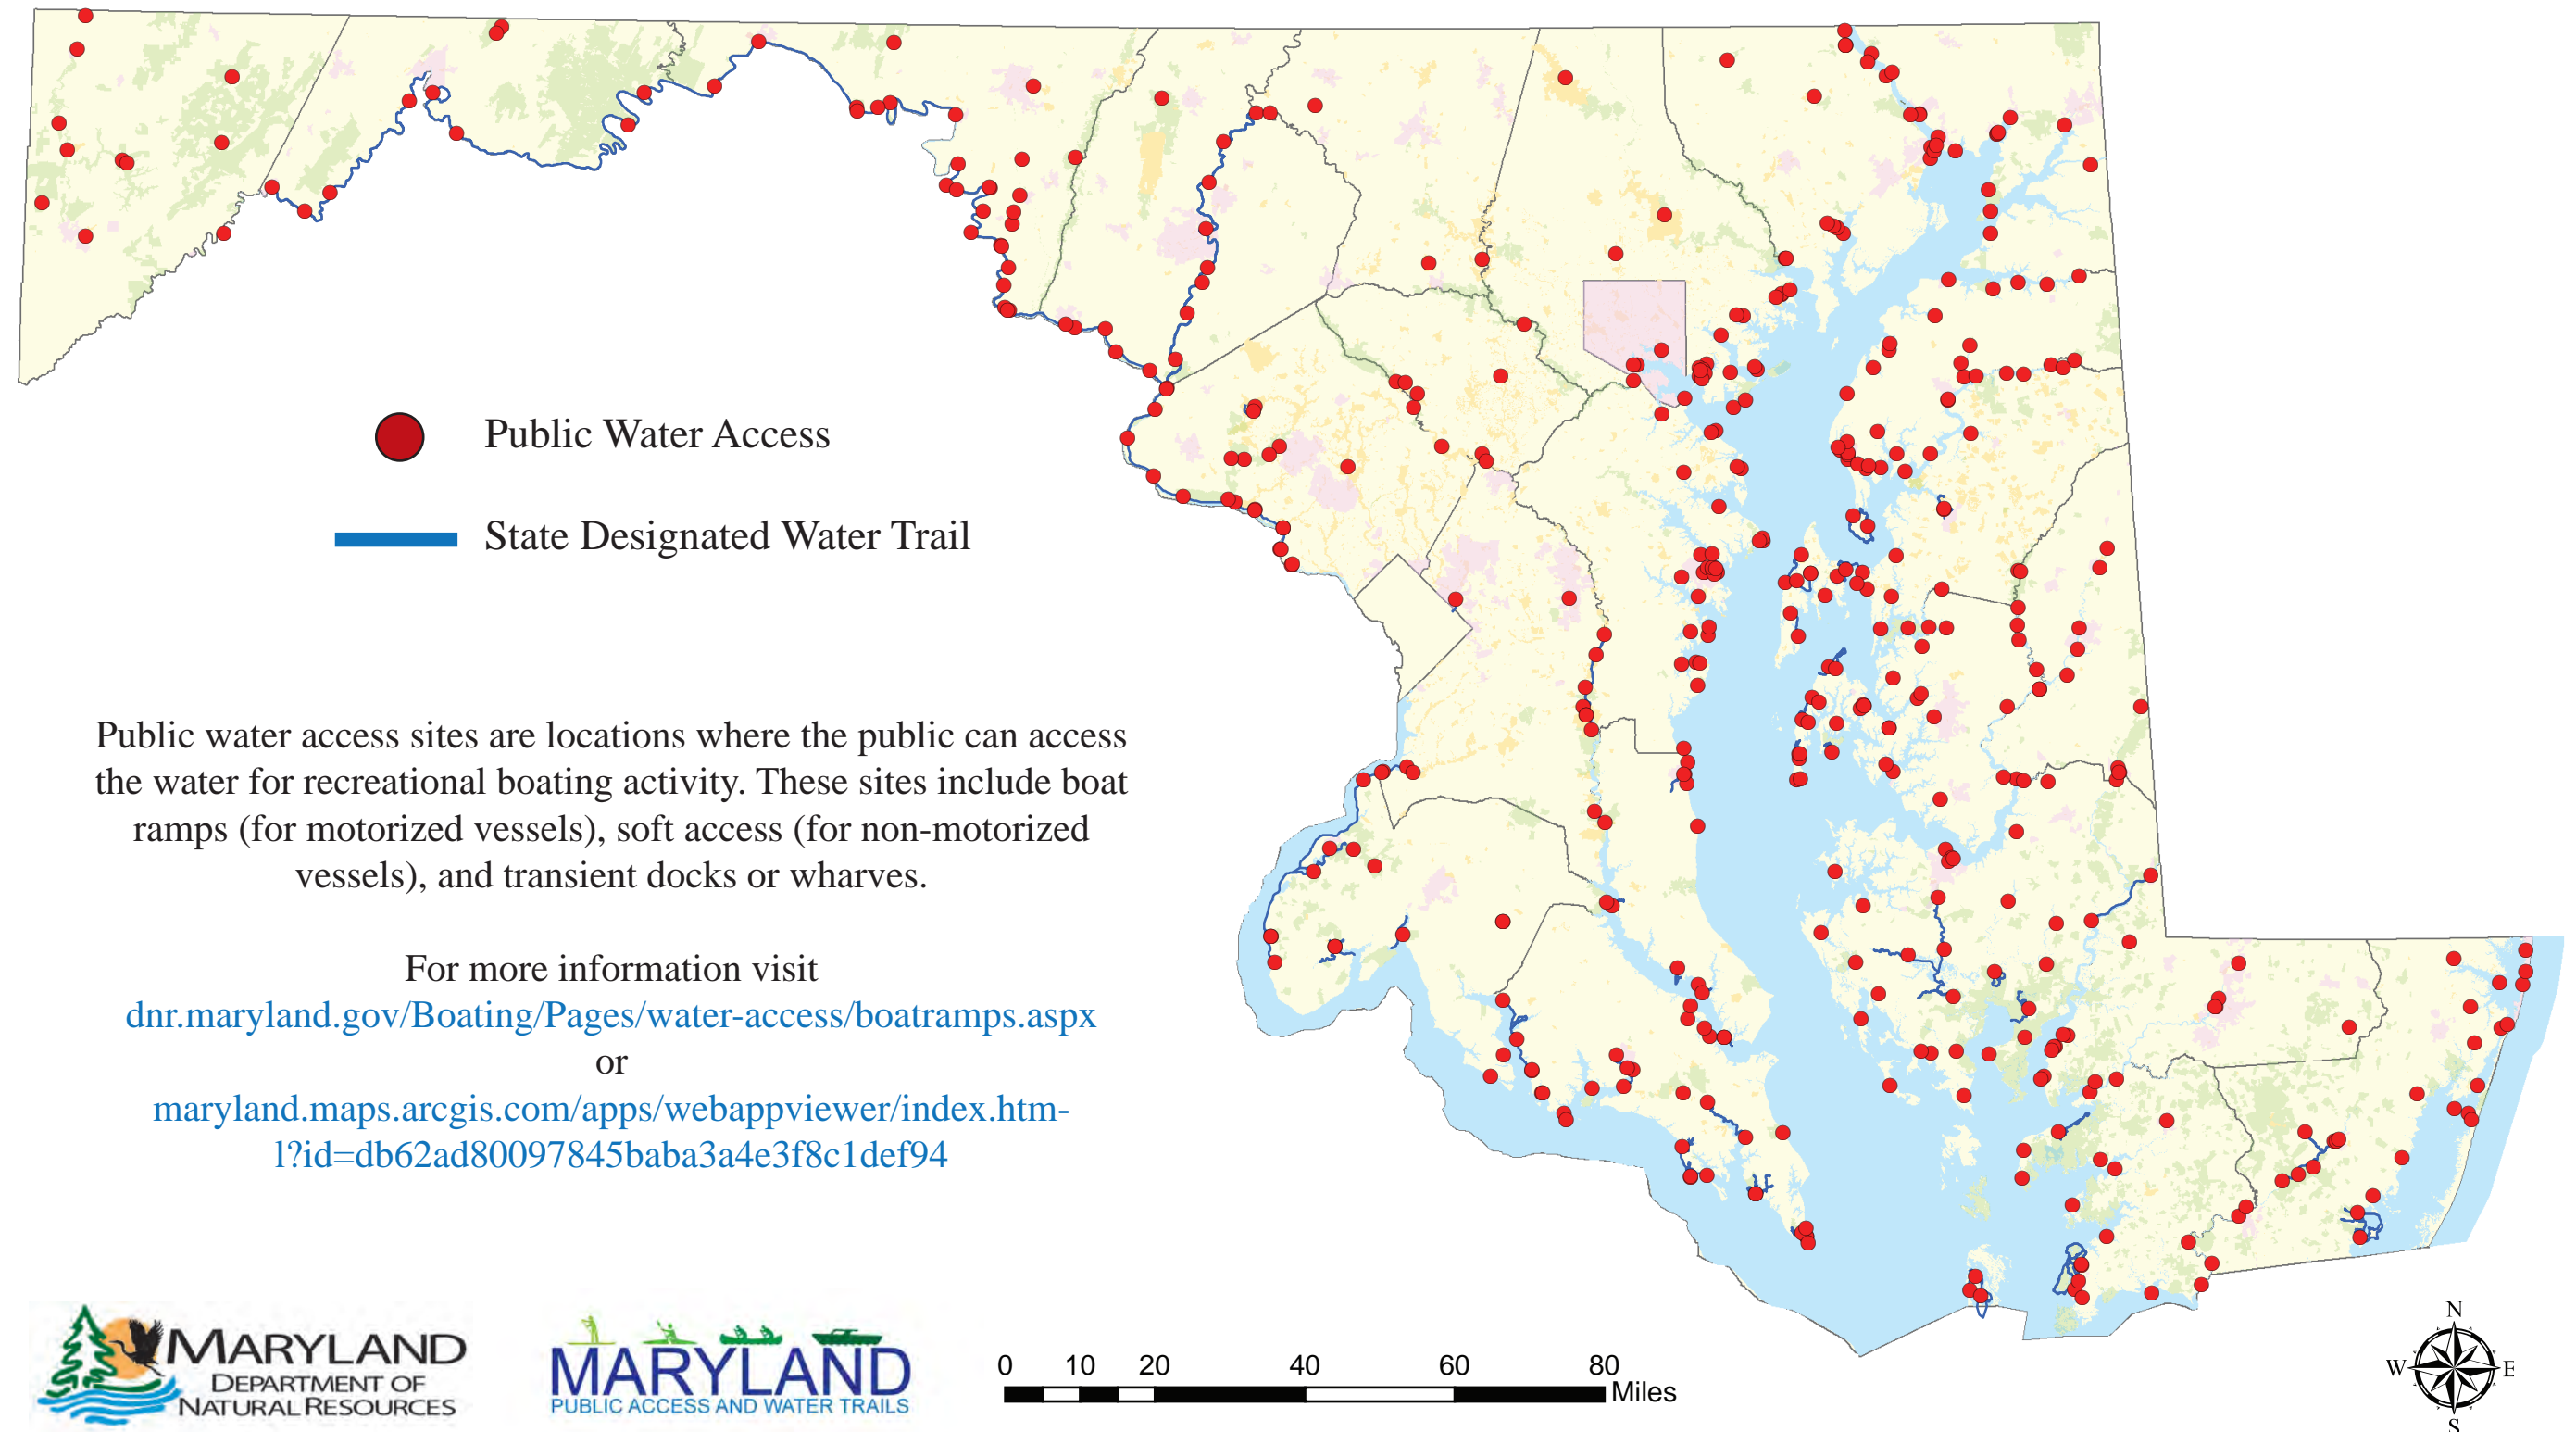 Public Water Access
State Designated Water Trail
Public water access sites are locations where the public can access
the water for recreational boating activity. These sites include boat
ramps (for motorized vessels), soft access (for non-motorized
vessels), and transient docks or wharves.
For more information visit
dnr.maryland.gov/Boating/Pages/water-access/boatramps.aspx
or
maryland.maps.arcgis.com/apps/webappviewer/index.htm-
l?id=db62ad80097845baba3a4e3f8c1def94
MARYLAND
DEPARTMENT OF
NATURAL RESOURCES
MARYLAND
PUBLIC ACCESS AND WATER TRAILS
0 10 20 40 60 80
Miles
N
W E
S